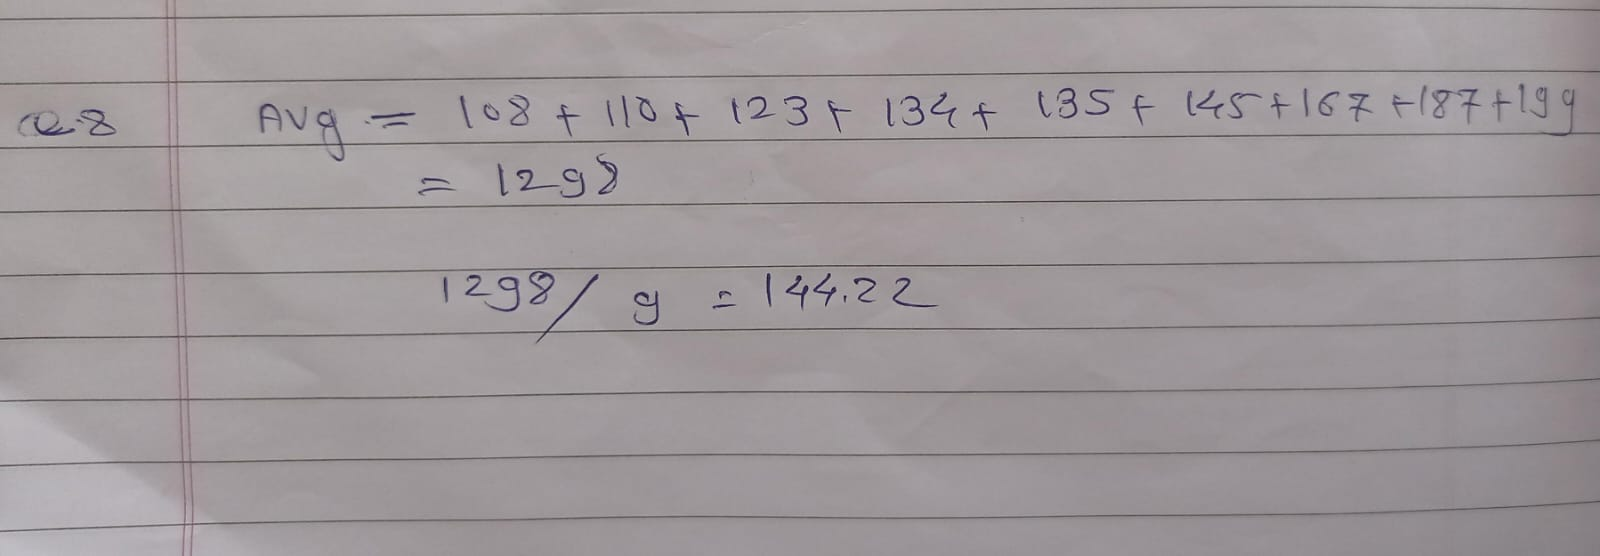 Q.8 Avg = 108 + 110 + 123 + 134 + 135 + 145 + 167 + 187 + 199
= 1298
1298 / 9 = 144.22